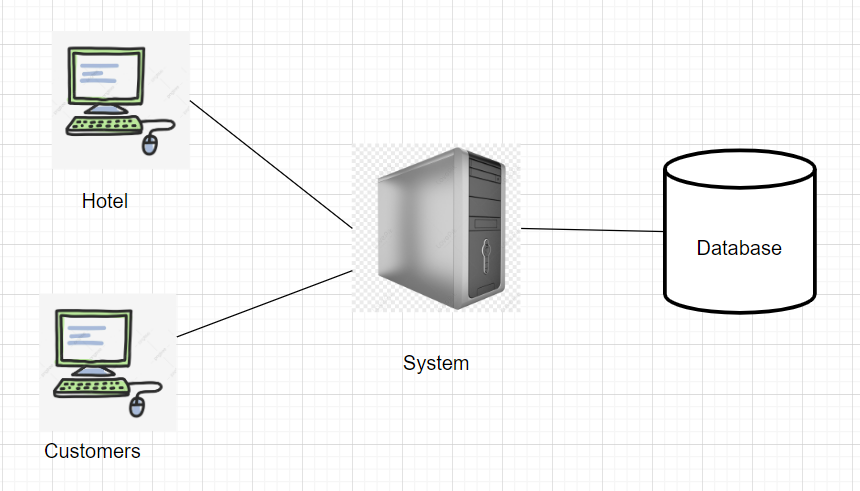 Hotel
Database
System
Customers